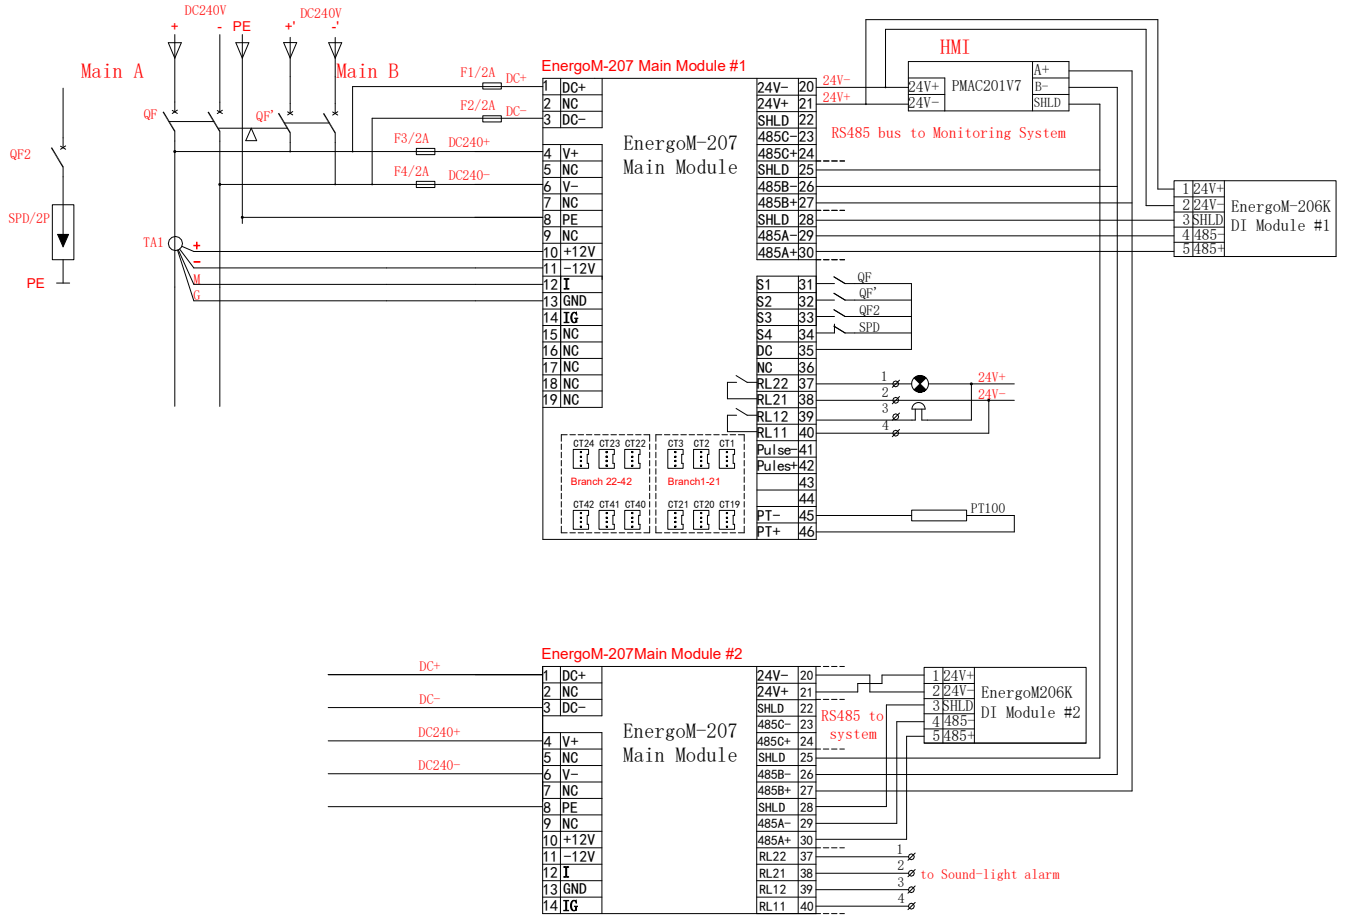 DC240V
DC240V
+
-
PE
+'
-'
Main A
Main B
QF
QF'
QF2
SPD/2P
PE
TA1
+
−
M
G
F1/2A
DC+
F2/2A
DC-
F3/2A
DC240+
F4/2A
DC240-
EnergoM-207 Main Module #1
EnergoM-207
Main Module
1 DC+
2 NC
3 DC-
4 V+
5 NC
6 V-
7 NC
8 PE
9 NC
10 +12V
11 -12V
12 I
13 GND
14 IG
15 NC
16 NC
17 NC
18 NC
19 NC
24V- 20
24V+ 21
SHLD 22
485C- 23
485C+ 24
SHLD 25
485B- 26
485B+ 27
SHLD 28
485A- 29
485A+ 30
S1 31
S2 32
S3 33
S4 34
DC 35
NC 36
RL22 37
RL21 38
RL12 39
RL11 40
Pulse- 41
Pules+ 42
43
44
PT- 45
PT+ 46
CT24 CT23 CT22
CT3 CT2 CT1
Branch 22-42
Branch1-21
CT42 CT41 CT40
CT21 CT20 CT19
24V-
24V+
HMI
24V+
24V-
PMAC201V7
A+
B-
SHLD
RS485 bus to Monitoring System
1 24V+
2 24V-
3 SHLD
4 485-
5 485+
EnergoM-206K
DI Module #1
QF
QF'
QF2
SPD
1
2
3
4
24V+
24V-
PT100
EnergoM-207Main Module #2
EnergoM-207
Main Module
DC+
DC-
DC240+
DC240-
1 DC+
2 NC
3 DC-
4 V+
5 NC
6 V-
7 NC
8 PE
9 NC
10 +12V
11 -12V
12 I
13 GND
14 IG
24V- 20
24V+ 21
SHLD 22
485C- 23
485C+ 24
SHLD 25
485B- 26
485B+ 27
SHLD 28
485A- 29
485A+ 30
RL22 37
RL21 38
RL12 39
RL11 40
RS485 to
system
1 24V+
2 24V-
3 SHLD
4 485-
5 485+
EnergoM206K
DI Module #2
1
2
3
4
to Sound-light alarm